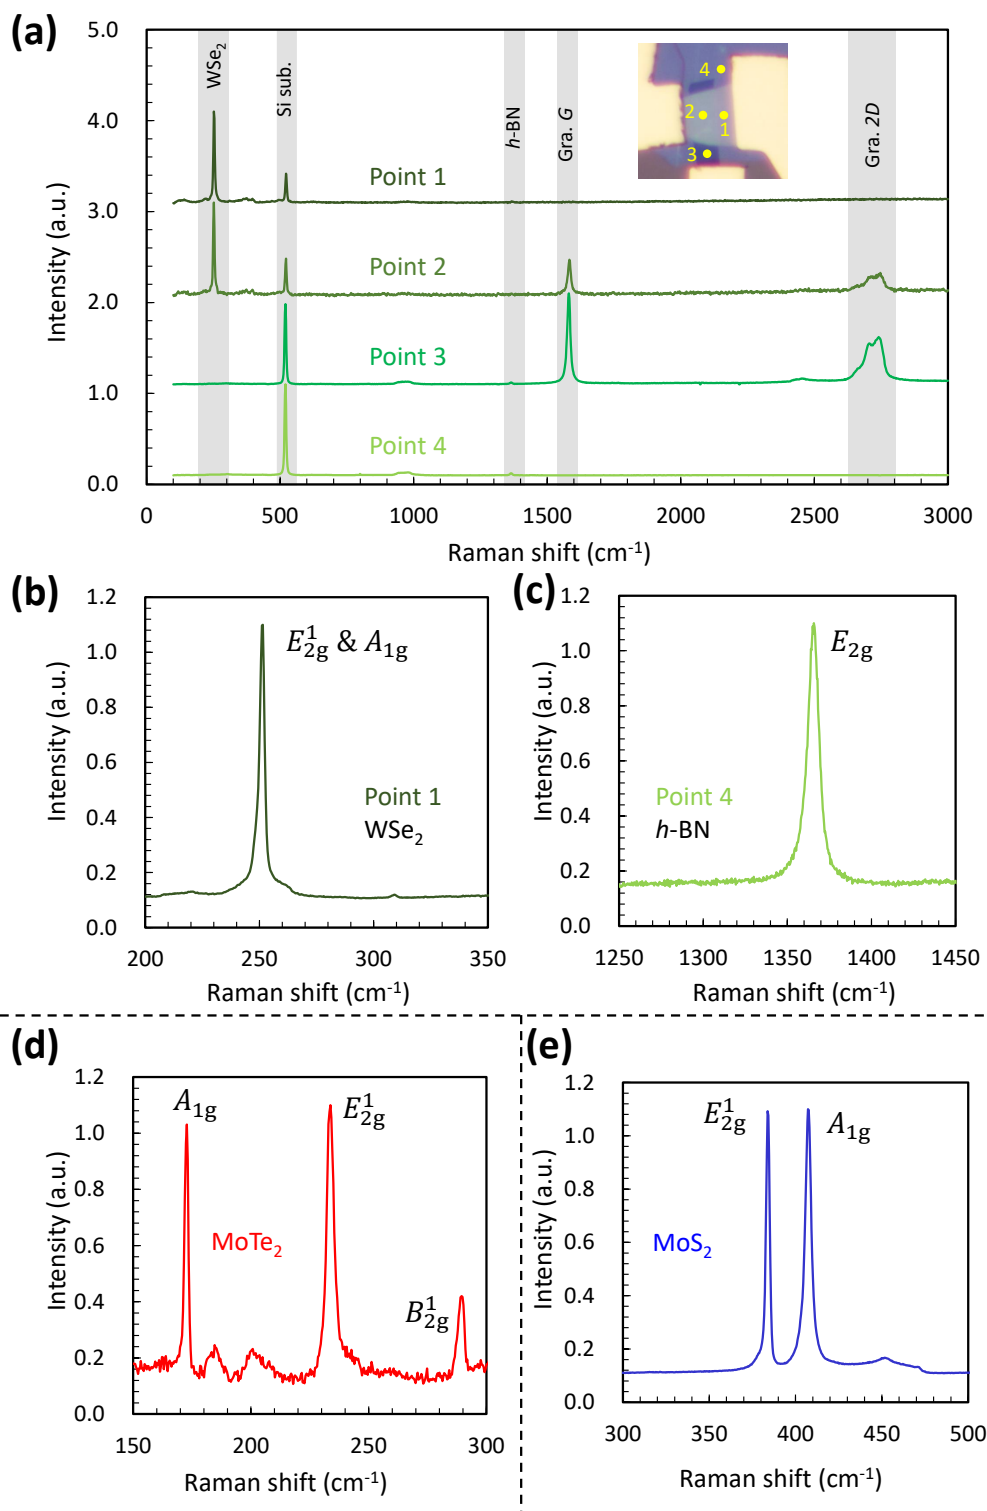 (a)
5.0
4.0
3.0
2.0
1.0
0.0
Intensity (a.u.)
WSe2
Si sub.
h-BN
Gra. G
Gra. 2D
4
2
1
3
Point 1
Point 2
Point 3
Point 4
0 500 1000 1500 2000 2500 3000
Raman shift (cm-1)
(b)
1.2
1.0
0.8
0.6
0.4
0.2
0.0
Intensity (a.u.)
E12g & A1g
Point 1
WSe2
200 250 300 350
Raman shift (cm-1)
(c)
1.2
1.0
0.8
0.6
0.4
0.2
0.0
Intensity (a.u.)
E2g
Point 4
h-BN
1250 1300 1350 1400 1450
Raman shift (cm-1)
(d)
1.2
1.0
0.8
0.6
0.4
0.2
0.0
Intensity (a.u.)
A1g
E12g
MoTe2
B12g
150 200 250 300
Raman shift (cm-1)
(e)
1.2
1.0
0.8
0.6
0.4
0.2
0.0
Intensity (a.u.)
E12g
A1g
MoS2
300 350 400 450 500
Raman shift (cm-1)